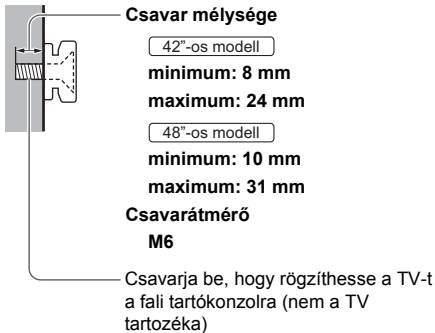 Csavar mélysége
42”-os modell
minimum: 8 mm
maximum: 24 mm
48”-os modell
minimum: 10 mm
maximum: 31 mm
Csavarátmérő
M6
Csavarja be, hogy rögzíthesse a TV-t
a fali tartókonzolra (nem a TV
tartozéka)